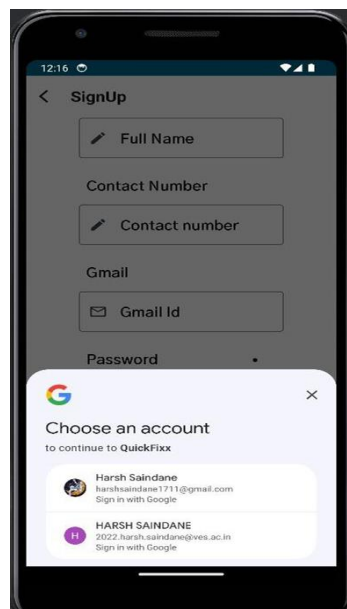 12:16
SignUp
Full Name
Contact Number
Contact number
Gmail
Gmail Id
Password
Choose an account
to continue to QuickFixx
Harsh Saindane
harshsaindane1711@gmail.com
Sign in with Google
H
HARSH SAINDANE
2022.harsh.saindane@ves.ac.in
Sign in with Google